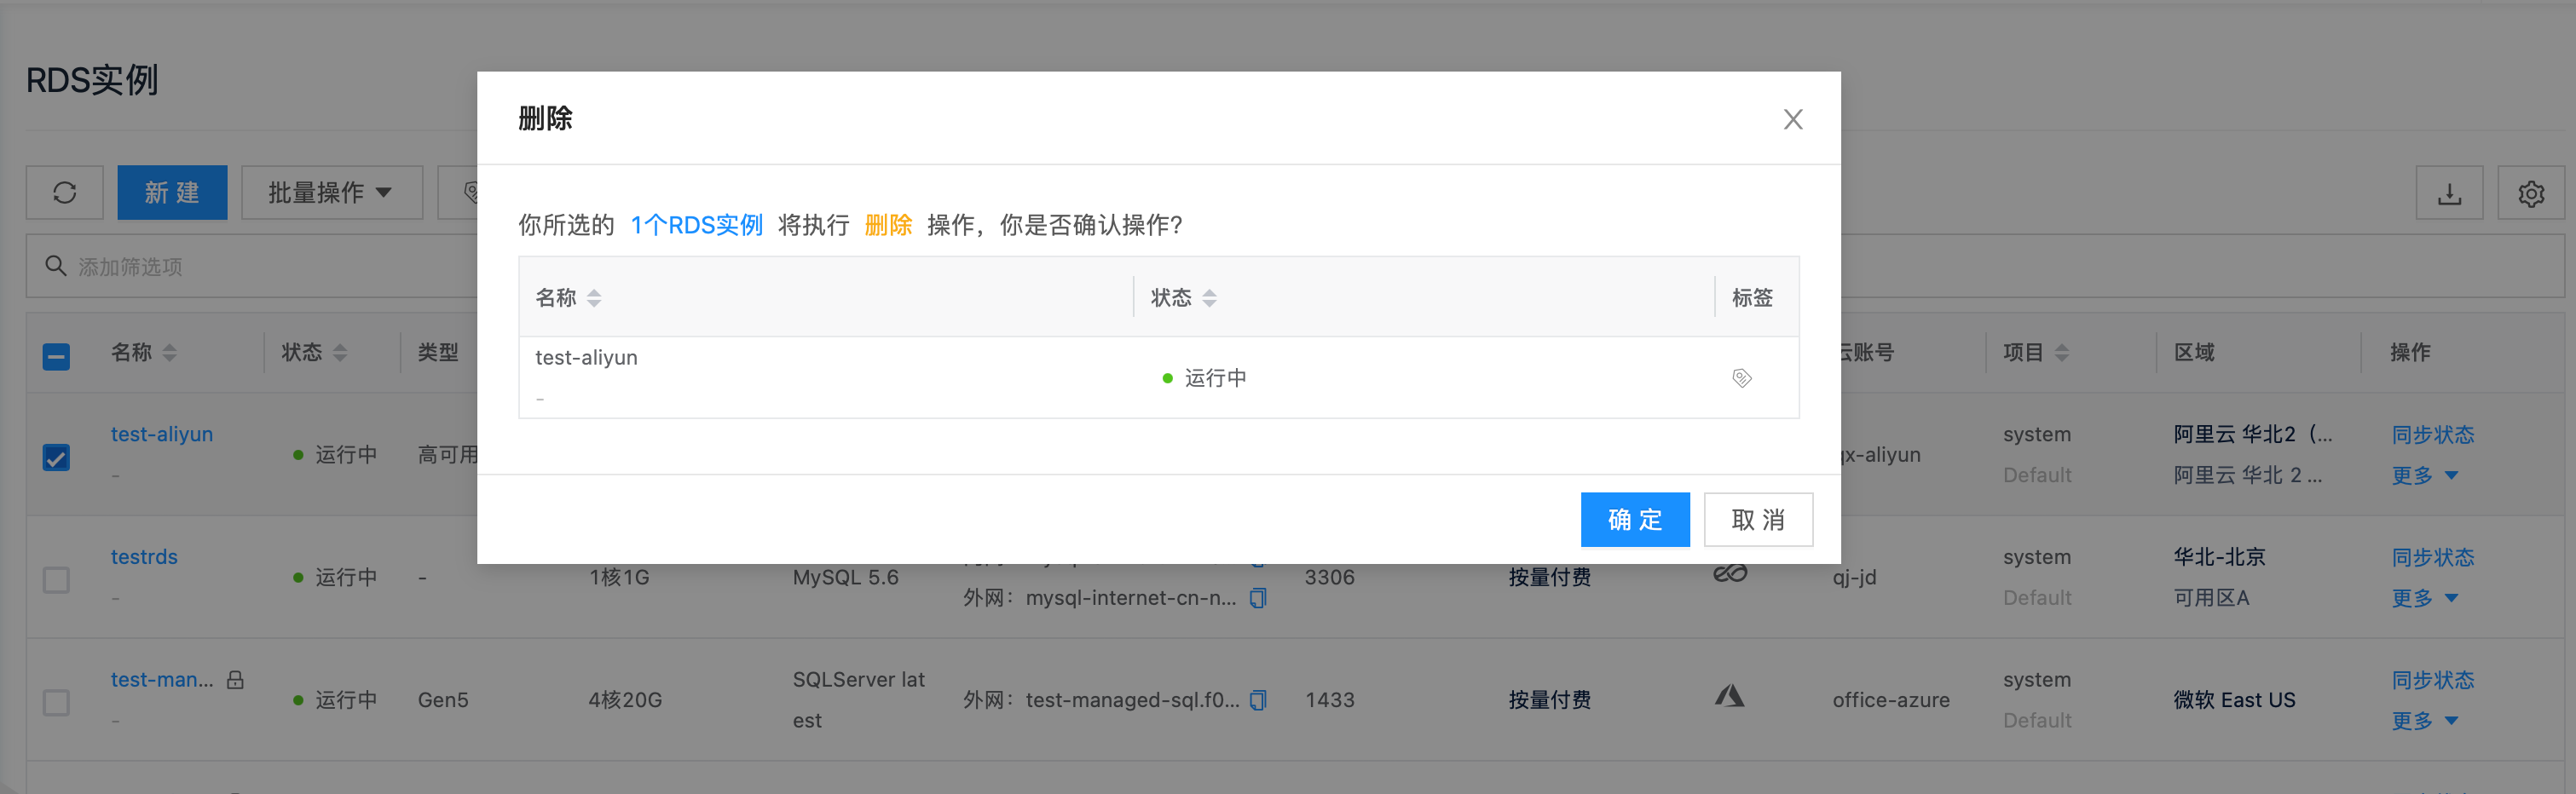 RDS实例
新 建
批量操作
添加筛选项
名称 状态 类型 云账号 项目 区域 操作
test-aliyun 运行中 高可用 qx-aliyun system 阿里云 华北2（... 同步状态
- Default 阿里云 华北 2 ... 更多
删除
你所选的 1个RDS实例 将执行 删除 操作，你是否确认操作?
名称 状态 标签
test-aliyun
运行中
-
确 定 取 消
testrds system 华北-北京 同步状态
运行中 - 1核1G MySQL 5.6 3306 按量付费 qj-jd
- 外网： mysql-internet-cn-n... Default 可用区A 更多
test-man... SQLServer lat system 同步状态
运行中 Gen5 4核20G 外网： test-managed-sql.f0... 1433 按量付费 office-azure 微软 East US
- est Default 更多